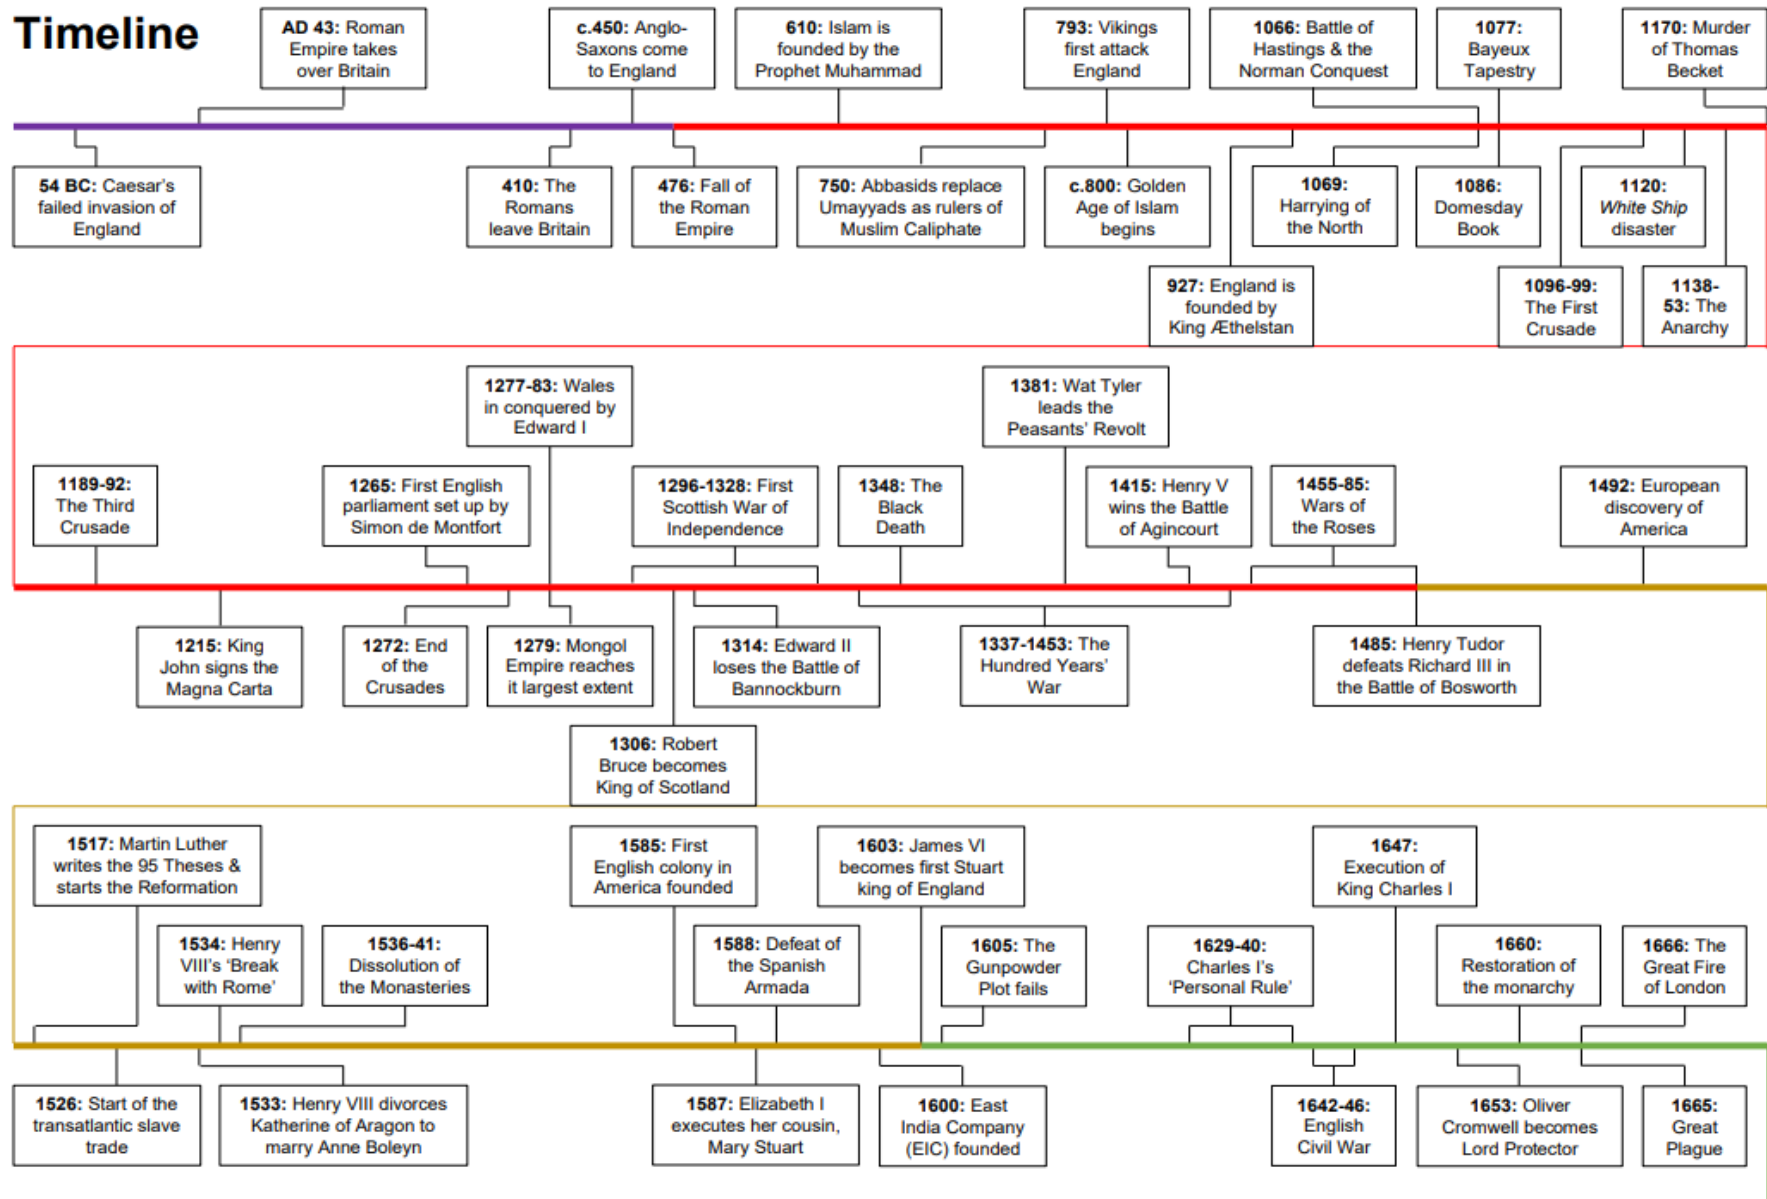 Timeline
AD 43: Roman
Empire takes
over Britain
c.450: Anglo-
Saxons come
to England
610: Islam is
founded by the
Prophet Muhammad
793: Vikings
first attack
England
1066: Battle of
Hastings & the
Norman Conquest
1077:
Bayeux
Tapestry
1170: Murder
of Thomas
Becket
54 BC: Caesar's
failed invasion of
England
410: The
Romans
leave Britain
476: Fall of
the Roman
Empire
750: Abbasids replace
Umayyads as rulers of
Muslim Caliphate
c.800: Golden
Age of Islam
begins
1069:
Harrying of
the North
1086:
Domesday
Book
1120:
White Ship
disaster
927: England is
founded by
King Æthelstan
1096-99:
The First
Crusade
1138-
53: The
Anarchy
1277-83: Wales
in conquered by
Edward I
1381: Wat Tyler
leads the
Peasants' Revolt
1189-92:
The Third
Crusade
1265: First English
parliament set up by
Simon de Montfort
1296-1328: First
Scottish War of
Independence
1348: The
Black
Death
1415: Henry V
wins the Battle
of Agincourt
1455-85:
Wars of
the Roses
1492: European
discovery of
America
1215: King
John signs the
Magna Carta
1272: End
of the
Crusades
1279: Mongol
Empire reaches
it largest extent
1314: Edward II
loses the Battle of
Bannockburn
1337-1453: The
Hundred Years'
War
1485: Henry Tudor
defeats Richard III in
the Battle of Bosworth
1306: Robert
Bruce becomes
King of Scotland
1517: Martin Luther
writes the 95 Theses &
starts the Reformation
1585: First
English colony in
America founded
1603: James VI
becomes first Stuart
king of England
1647:
Execution of
King Charles I
1534: Henry
VIII's 'Break
with Rome'
1536-41:
Dissolution of
the Monasteries
1588: Defeat of
the Spanish
Armada
1605: The
Gunpowder
Plot fails
1629-40:
Charles I's
'Personal Rule'
1660:
Restoration of
the monarchy
1666: The
Great Fire
of London
1526: Start of the
transatlantic slave
trade
1533: Henry VIII divorces
Katherine of Aragon to
marry Anne Boleyn
1587: Elizabeth I
executes her cousin,
Mary Stuart
1600: East
India Company
(EIC) founded
1642-46:
English
Civil War
1653: Oliver
Cromwell becomes
Lord Protector
1665:
Great
Plague